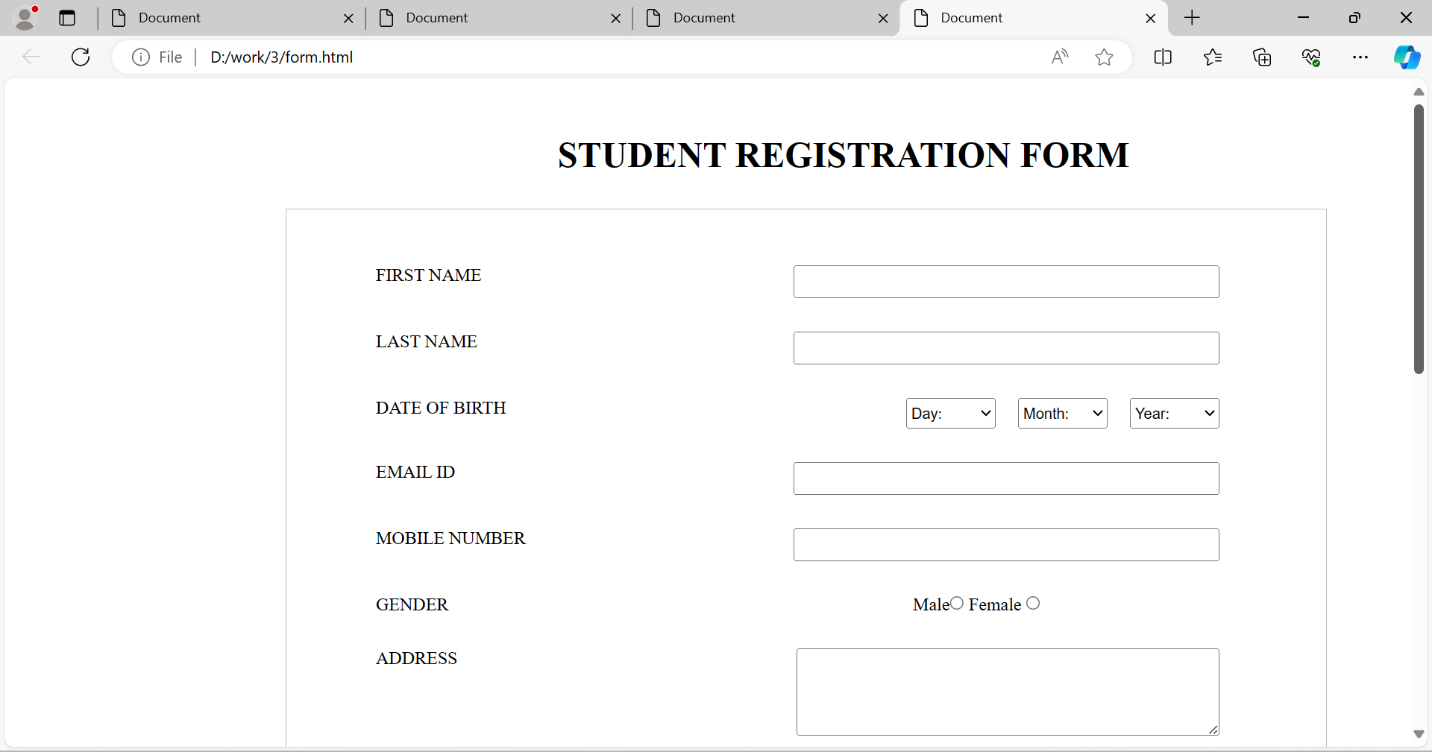 Document Document Document Document
File D:/work/3/form.html
STUDENT REGISTRATION FORM
FIRST NAME
LAST NAME
DATE OF BIRTH Day: Month: Year:
EMAIL ID
MOBILE NUMBER
GENDER Male Female
ADDRESS